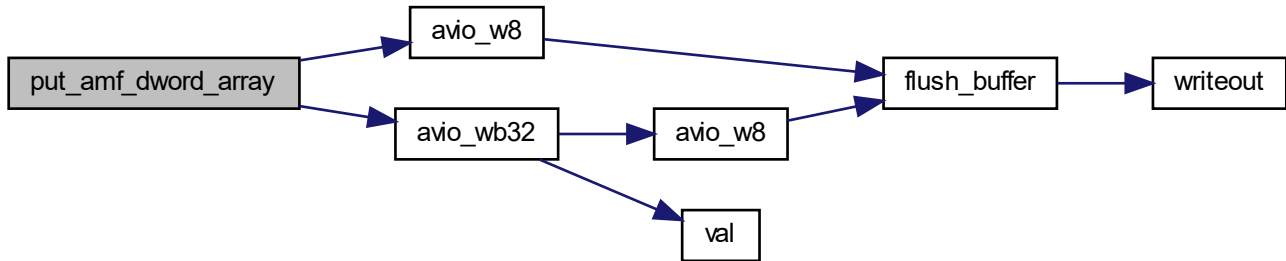 avio_w8
put_amf_dword_array
flush_buffer
writeout
avio_wb32
avio_w8
val